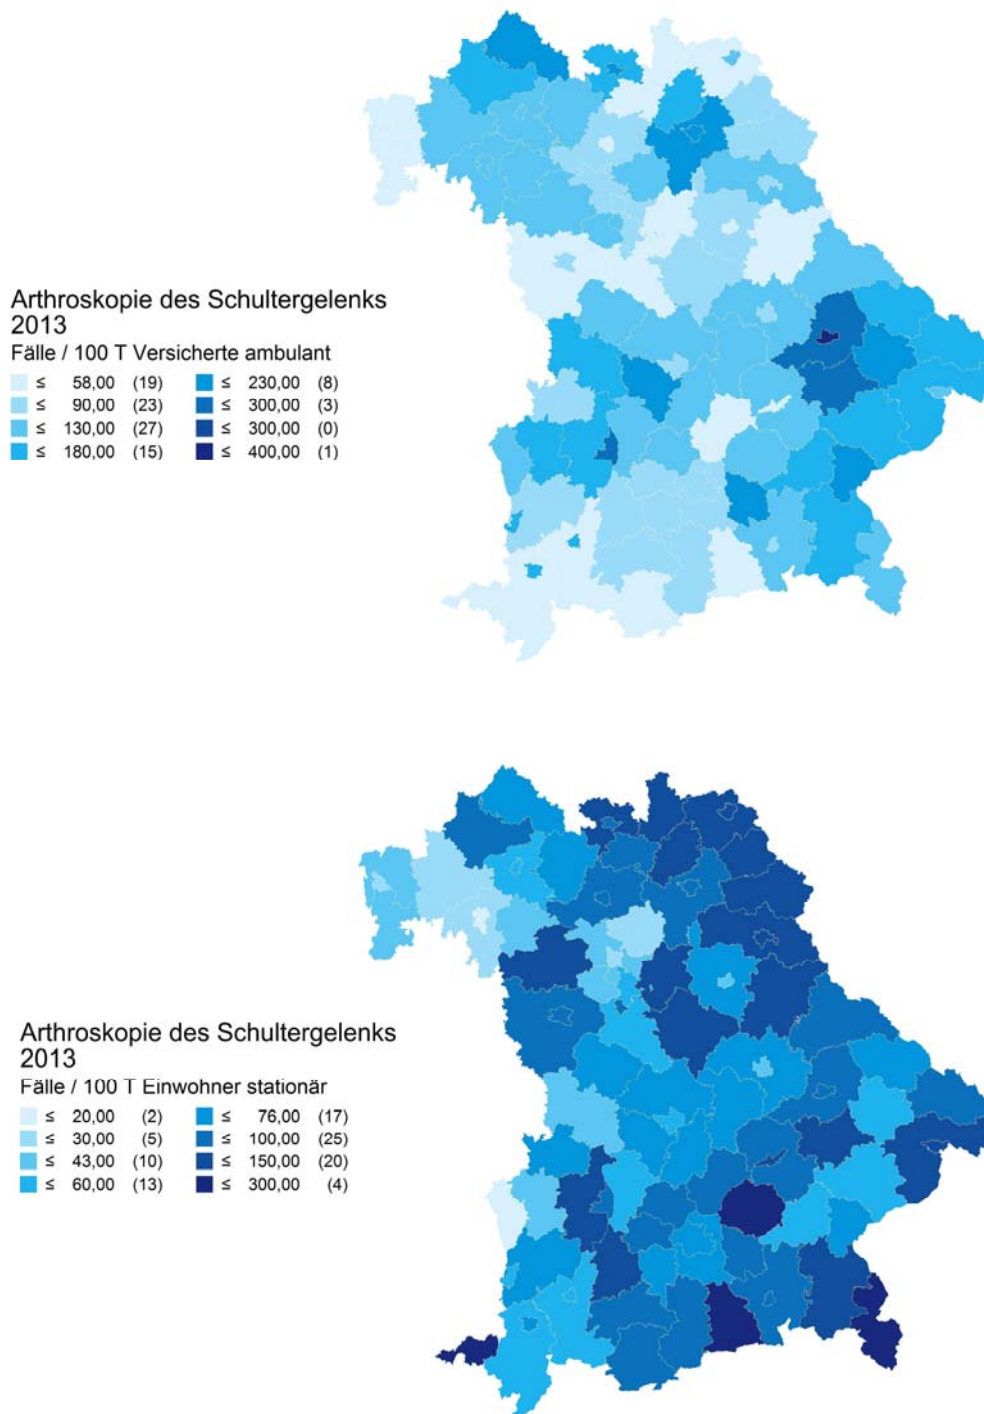 Arthroskopie des Schultergelenks
2013
Fälle / 100 T Versicherte ambulant
≤ 58,00 (19) ≤ 230,00 (8)
≤ 90,00 (23) ≤ 300,00 (3)
≤ 130,00 (27) ≤ 300,00 (0)
≤ 180,00 (15) ≤ 400,00 (1)
Arthroskopie des Schultergelenks
2013
Fälle / 100 T Einwohner stationär
≤ 20,00 (2) ≤ 76,00 (17)
≤ 30,00 (5) ≤ 100,00 (25)
≤ 43,00 (10) ≤ 150,00 (20)
≤ 60,00 (13) ≤ 300,00 (4)